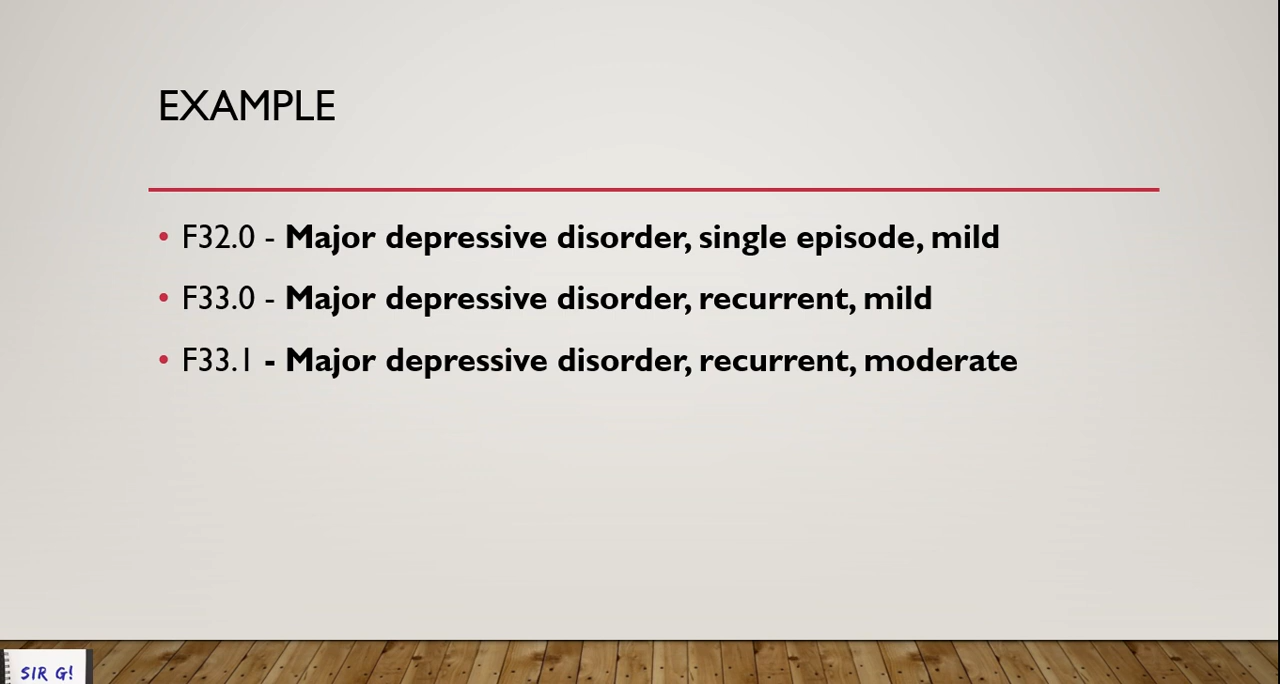 EXAMPLE
• F32.0 - Major depressive disorder, single episode, mild
• F33.0 - Major depressive disorder, recurrent, mild
• F33.1 - Major depressive disorder, recurrent, moderate
SIR G!